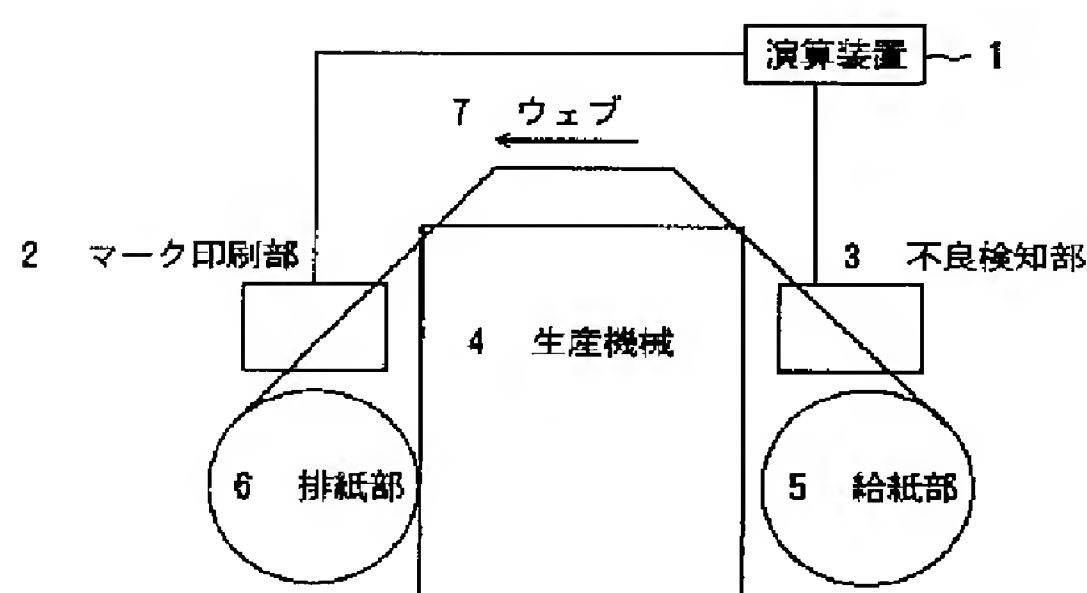 演算装置 1
7 ウェブ
2 マーク印刷部
3 不良検知部
4 生産機械
6 排紙部
5 給紙部